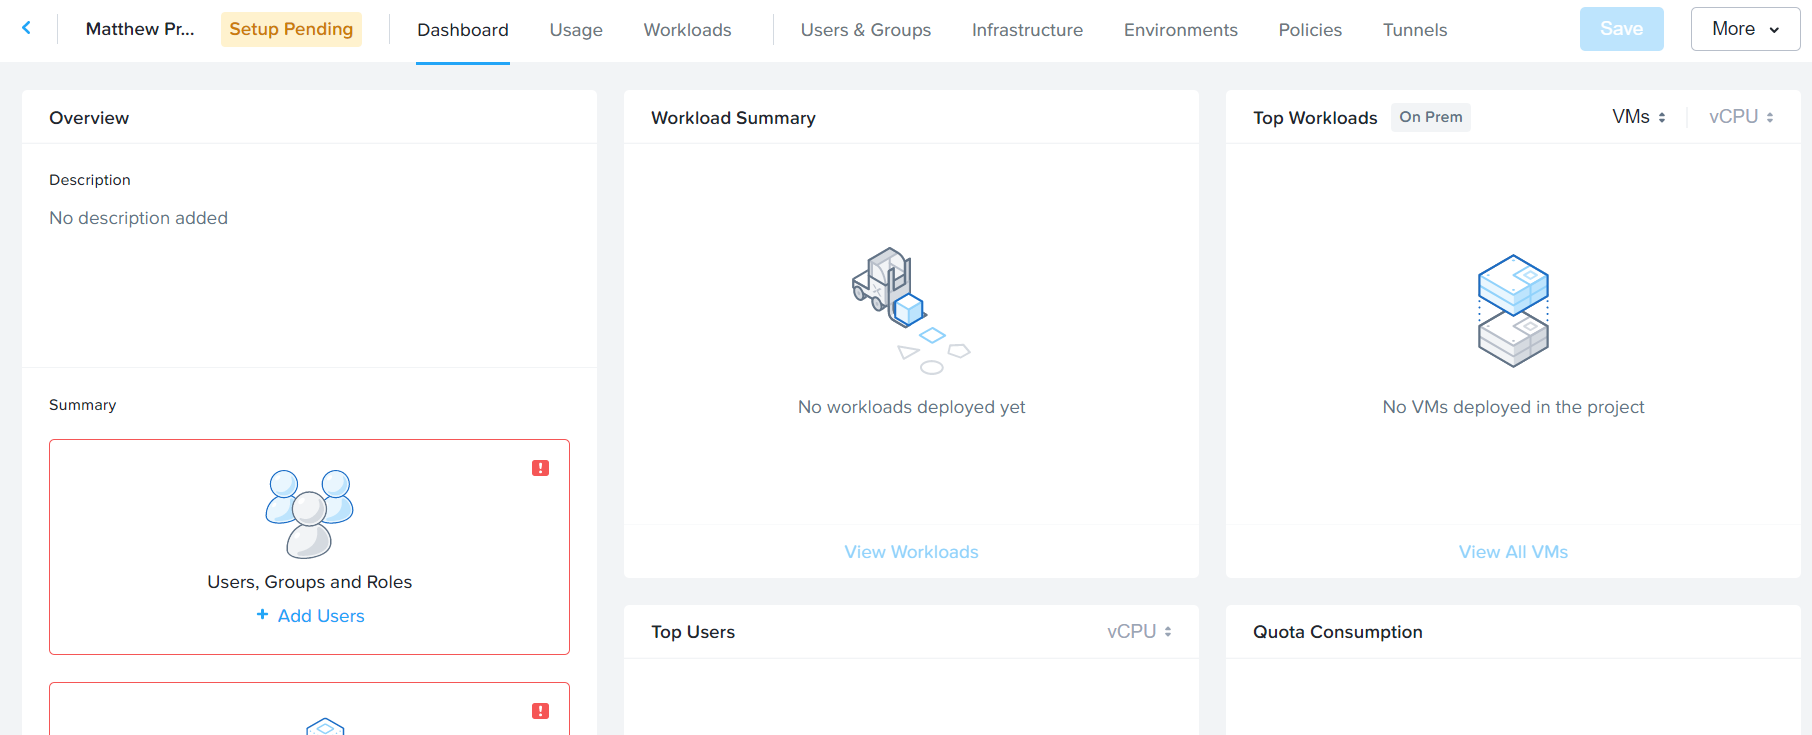 Matthew Pr... Setup Pending Dashboard Usage Workloads Users & Groups Infrastructure Environments Policies Tunnels Save More
Overview
Description
No description added
Summary
Users, Groups and Roles
+ Add Users
Workload Summary
No workloads deployed yet
View Workloads
Top Workloads On Prem VMs vCPU
No VMs deployed in the project
View All VMs
Top Users vCPU
Quota Consumption